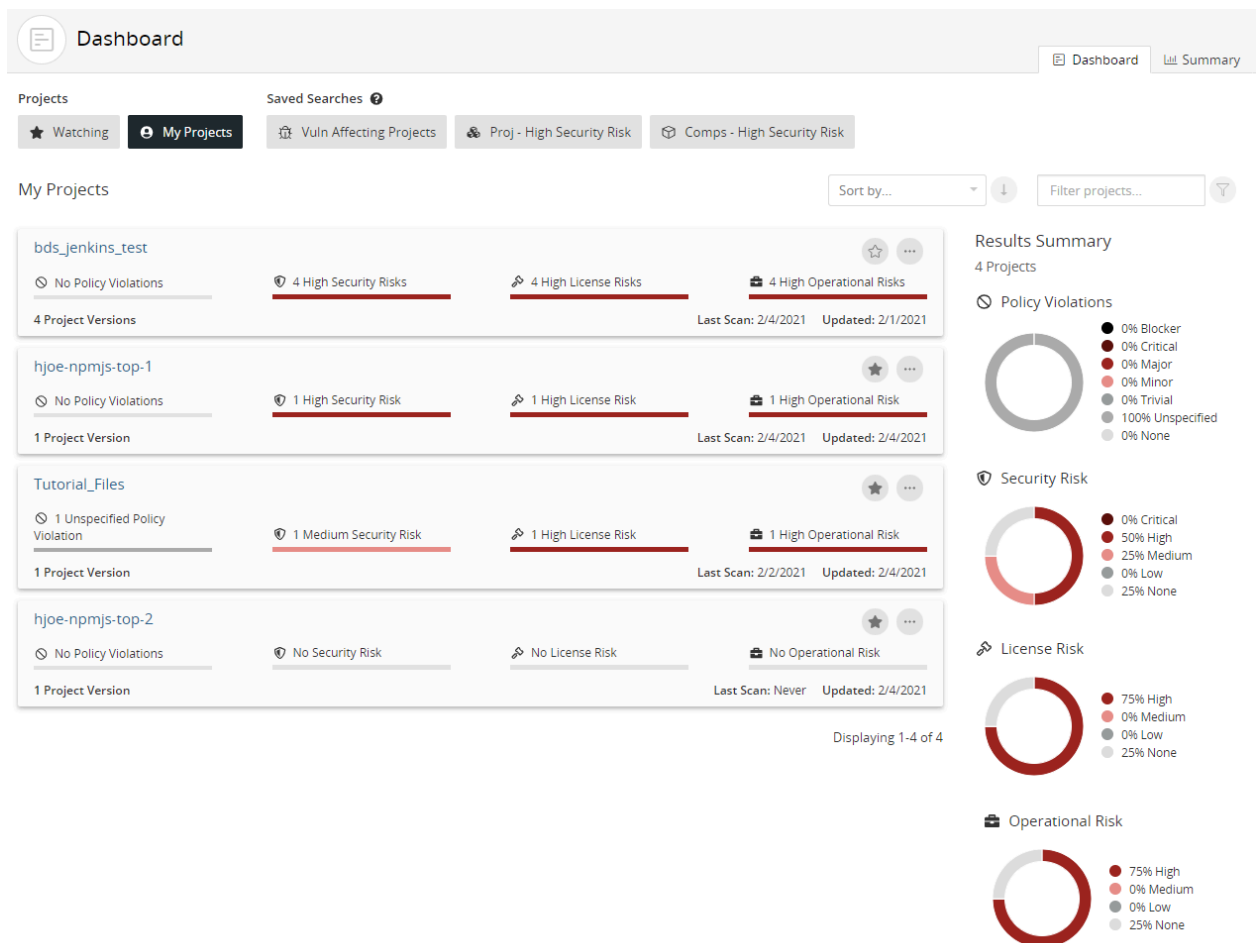 Dashboard
Dashboard
Summary
Projects
Saved Searches ?
Watching
My Projects
Vuln Affecting Projects
Proj - High Security Risk
Comps - High Security Risk
My Projects
Sort by...
Filter projects...
bds_jenkins_test
No Policy Violations
4 High Security Risks
4 High License Risks
4 High Operational Risks
4 Project Versions
Last Scan: 2/4/2021 Updated: 2/1/2021
hjoe-npmjs-top-1
No Policy Violations
1 High Security Risk
1 High License Risk
1 High Operational Risk
1 Project Version
Last Scan: 2/4/2021 Updated: 2/4/2021
Tutorial_Files
1 Unspecified Policy
Violation
1 Medium Security Risk
1 High License Risk
1 High Operational Risk
1 Project Version
Last Scan: 2/2/2021 Updated: 2/4/2021
hjoe-npmjs-top-2
No Policy Violations
No Security Risk
No License Risk
No Operational Risk
1 Project Version
Last Scan: Never Updated: 2/4/2021
Displaying 1-4 of 4
Results Summary
4 Projects
Policy Violations
0% Blocker
0% Critical
0% Major
0% Minor
0% Trivial
100% Unspecified
0% None
Security Risk
0% Critical
50% High
25% Medium
0% Low
25% None
License Risk
75% High
0% Medium
0% Low
25% None
Operational Risk
75% High
0% Medium
0% Low
25% None